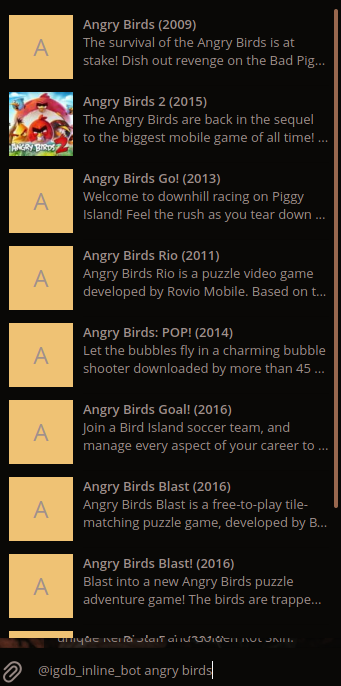 A
Angry Birds (2009)
The survival of the Angry Birds is at
stake! Dish out revenge on the Bad Pig...
ANGRY BIRDS 2
Angry Birds 2 (2015)
The Angry Birds are back in the sequel
to the biggest mobile game of all time! ...
A
Angry Birds Go! (2013)
Welcome to downhill racing on Piggy
Island! Feel the rush as you tear down ...
A
Angry Birds Rio (2011)
Angry Birds Rio is a puzzle video game
developed by Rovio Mobile. Based on t...
A
Angry Birds: POP! (2014)
Let the bubbles fly in a charming bubble
shooter downloaded by more than 45 ...
A
Angry Birds Goal! (2016)
Join a Bird Island soccer team, and
manage every aspect of your career to ...
A
Angry Birds Blast (2016)
Angry Birds Blast is a free-to-play tile-
matching puzzle game, developed by B...
A
Angry Birds Blast! (2016)
Blast into a new Angry Birds puzzle
adventure game! The birds are trappe...
unique Staff and Golden Rot Skin.
@igdb_inline_bot angry birds